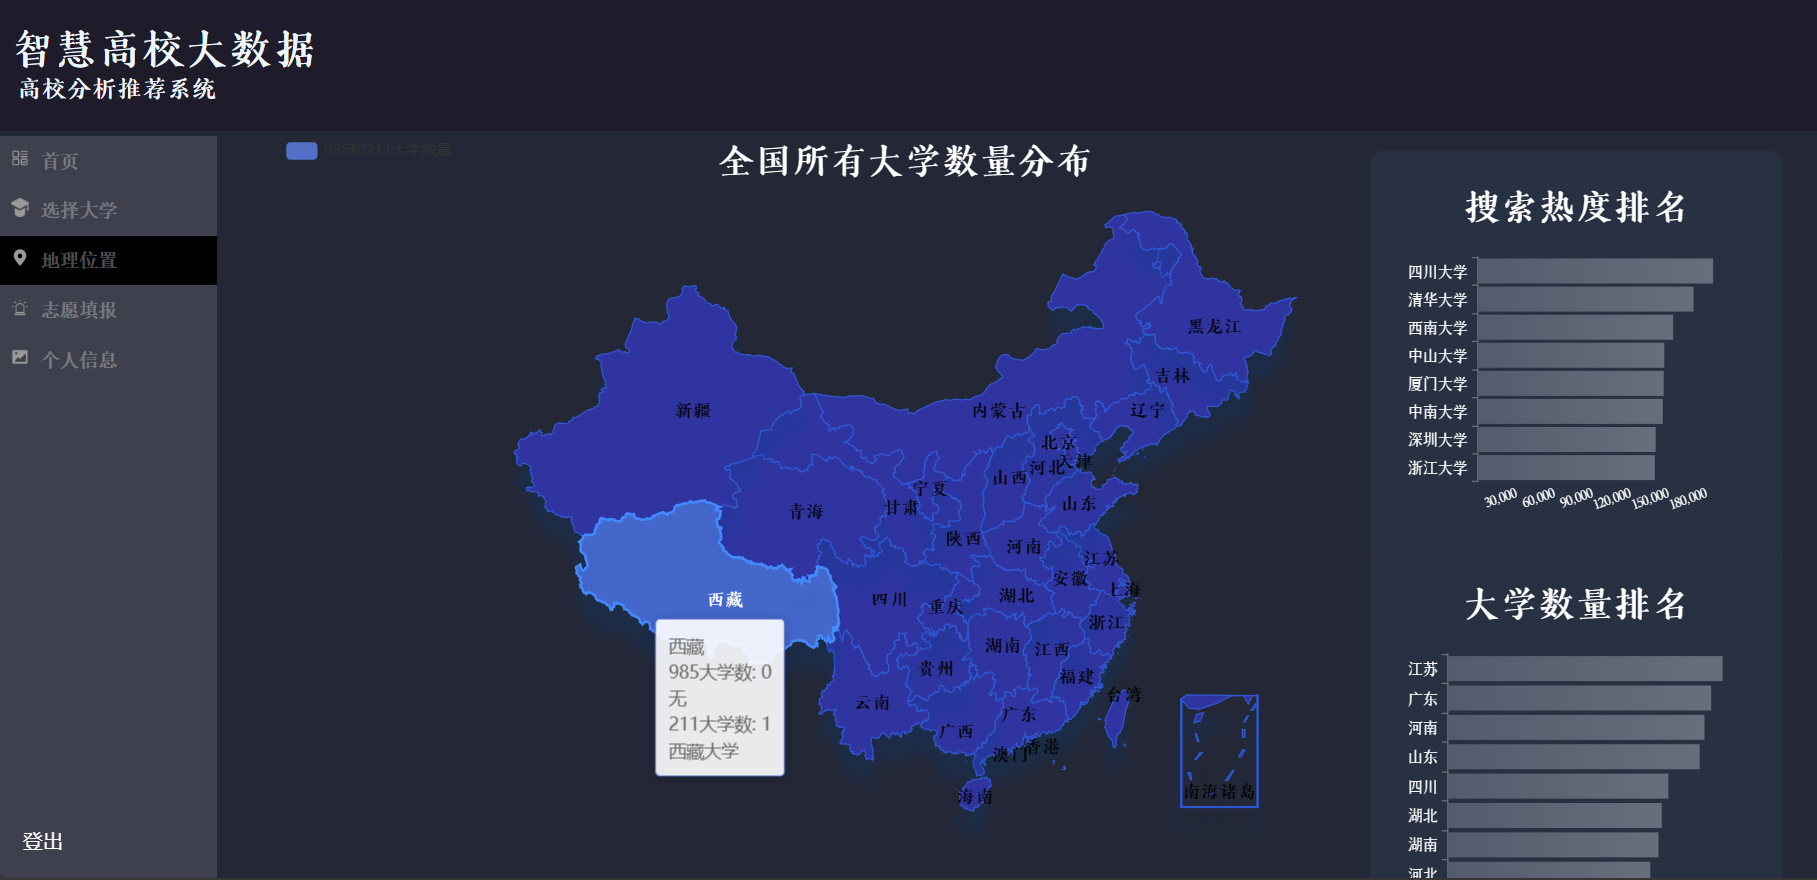 智慧高校大数据
高校分析推荐系统
首页
选择大学
地理位置
志愿填报
个人信息
登出
985和211大学数量
全国所有大学数量分布
黑龙江
吉林
辽宁
内蒙古
新疆
北京
天津
河北
山西
宁夏
山东
青海
甘肃
陕西
河南
江苏
安徽
上海
西藏
四川
重庆
湖北
浙江
湖南
江西
贵州
福建
云南
台湾
广东
广西
香港
澳门
海南
南海诸岛
西藏
985大学数: 0
无
211大学数: 1
西藏大学
搜索热度排名
四川大学
清华大学
西南大学
中山大学
厦门大学
中南大学
深圳大学
浙江大学
30,000 60,000 90,000 120,000 150,000 180,000
大学数量排名
江苏
广东
河南
山东
四川
湖北
湖南
河北